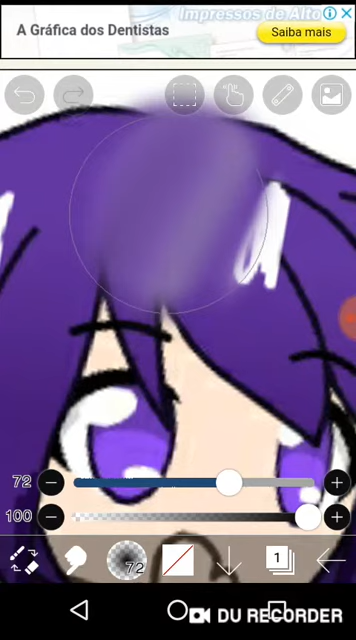 Impressos de Alto
A Gráfica dos Dentistas
Saiba mais
72
100
72
1
DU RECORDER